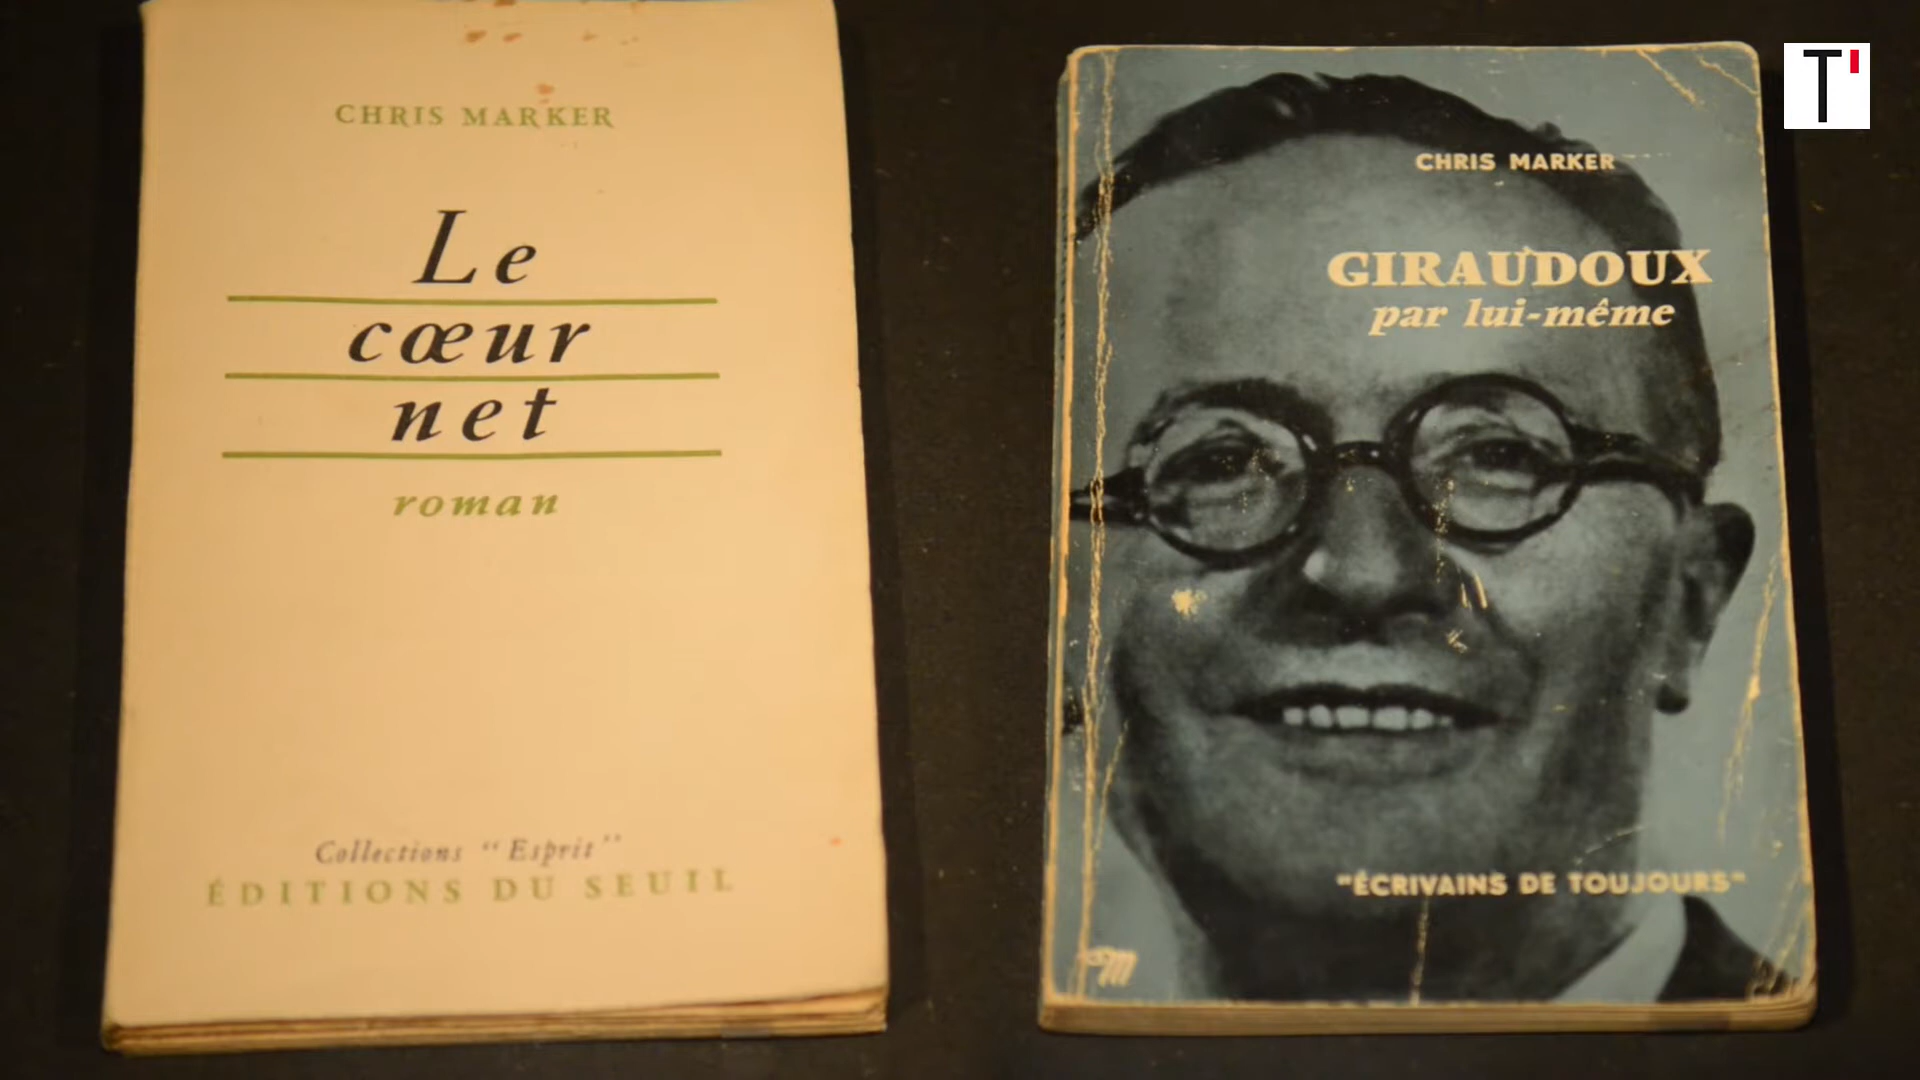 CHRIS MARKER
Le
cœur
net
roman
Collections “Esprit”
ÉDITIONS DU SEUIL
CHRIS MARKER
GIRAUDOUX
par lui-même
"ÉCRIVAINS DE TOUJOURS"
T'